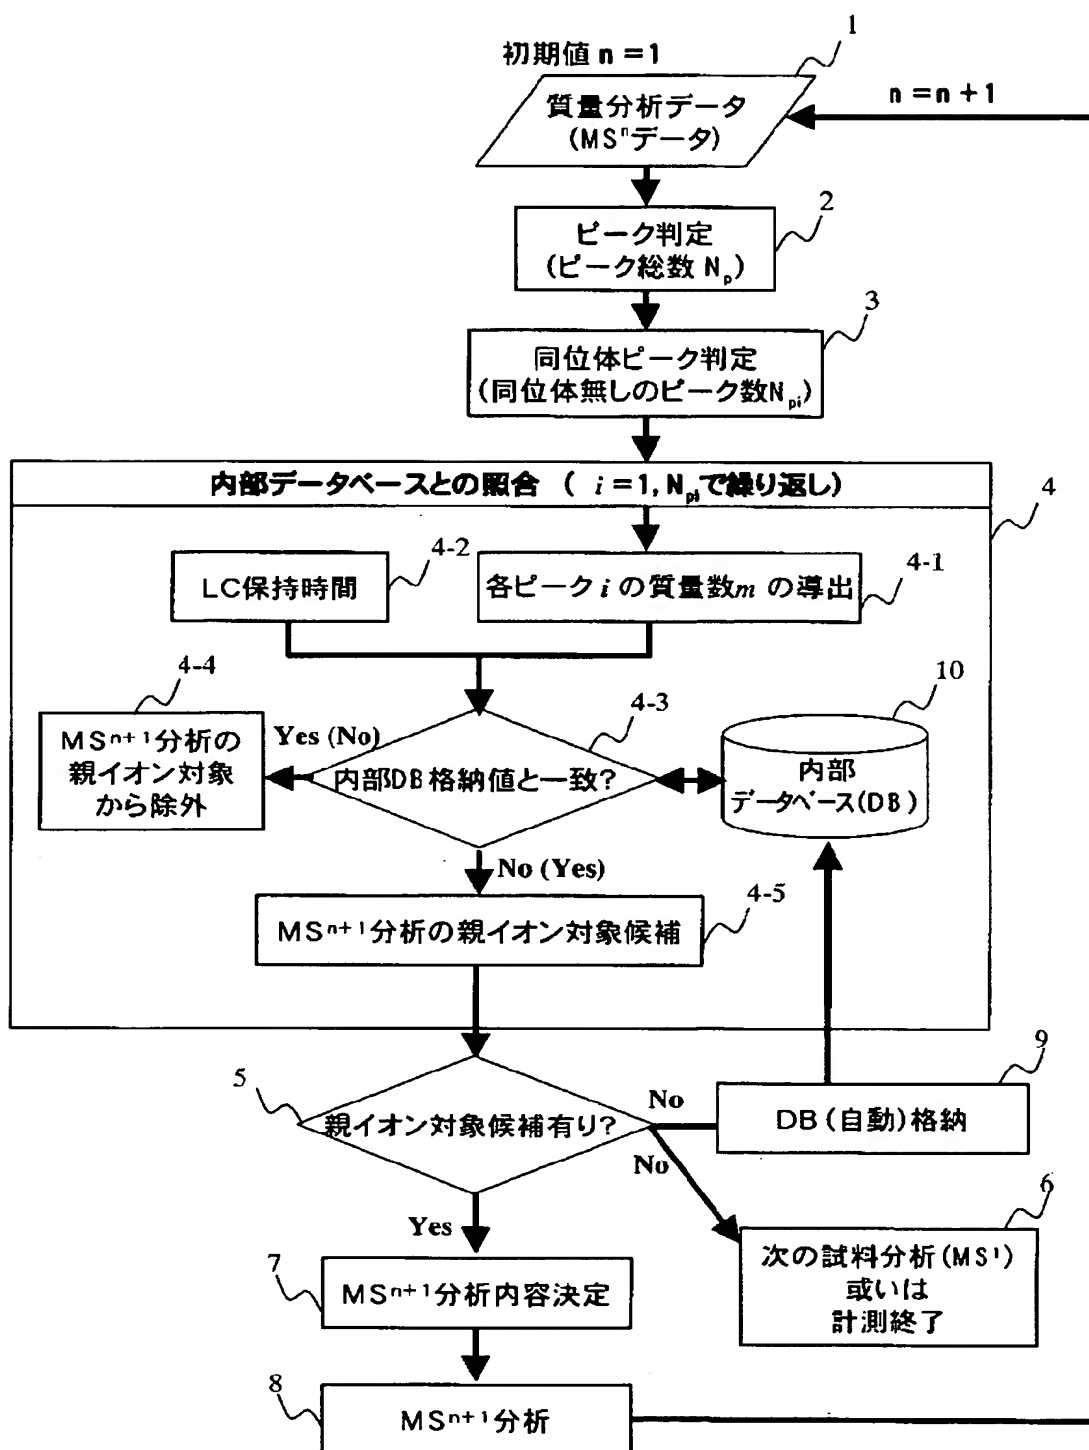 1
初期値 n = 1
質量分析データ
(MSⁿデータ)
n = n + 1
2
ピーク判定
(ピーク総数 Np)
3
同位体ピーク判定
(同位体無しのピーク数Npi)
内部データベースとの照合 ( i = 1, Npiで繰り返し)
4
4-2
LC保持時間
4-1
各ピーク i の質量数m の導出
4-4
MSⁿ⁺¹分析の
親イオン対象
から除外
Yes (No)
4-3
内部DB格納値と一致?
10
内部
データベース(DB)
No (Yes)
4-5
MSⁿ⁺¹分析の親イオン対象候補
5
親イオン対象候補有り?
No
9
DB(自動)格納
No
6
次の試料分析(MS¹)
或いは
計測終了
Yes
7
MSⁿ⁺¹分析内容決定
8
MSⁿ⁺¹分析